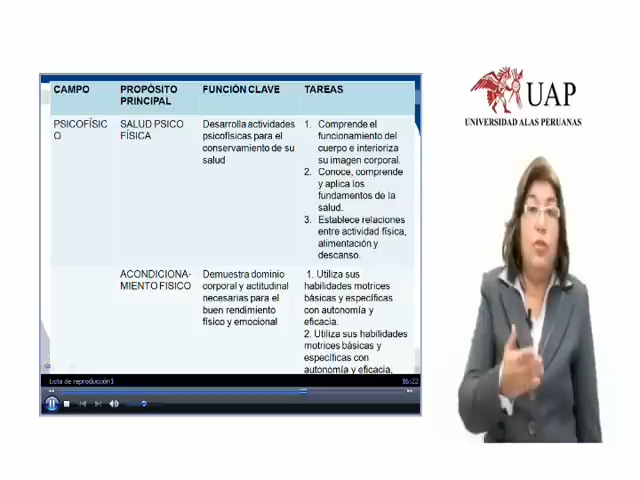 CAMPO
PROPÓSITO
PRINCIPAL
FUNCIÓN CLAVE
TAREAS
PSICOFÍSIC
O
SALUD PSICO
FÍSICA
Desarrolla actividades
psicofísicas para el
conservamiento de su
salud
1. Comprende el
funcionamiento del
cuerpo e interioriza
su imagen corporal.
2. Conoce, comprende
y aplica los
fundamentos de la
salud.
3. Establece relaciones
entre actividad física,
alimentación y
descanso.
ACONDICIONA-
MIENTO FISICO
Demuestra dominio
corporal y actitudinal
necesarias para el
buen rendimiento
físico y emocional
1. Utiliza sus
habilidades motrices
básicas y específicas
con autonomía y
eficacia.
2. Utiliza sus habilidades
motrices básicas y
específicas con
autonomía y eficacia,
Lista de reproducción1
16:22
UAP
UNIVERSIDAD ALAS PERUANAS